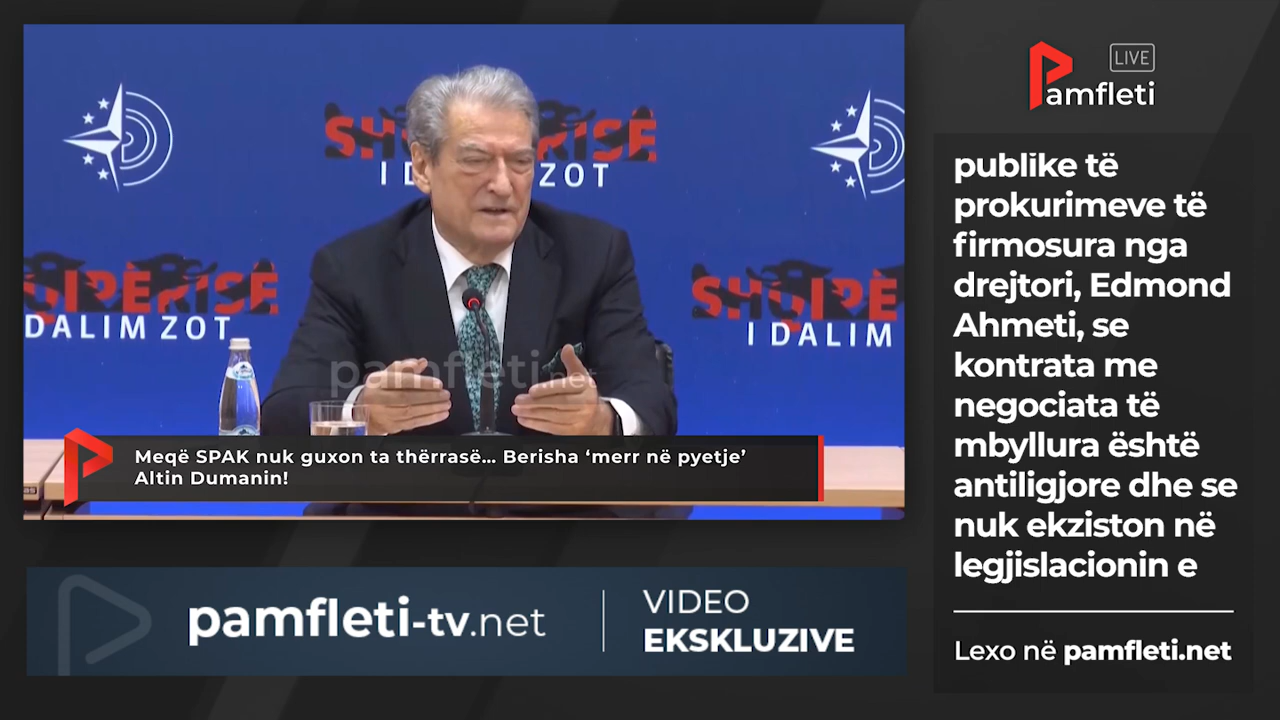 SHQIPËRISË
I DALIM ZOT
SHQIPËRISË
DALIM ZOT
SHQIPË
I DALIM
pamfleti.net
Meqë SPAK nuk guxon ta thërrasë... Berisha ‘merr në pyetje’
Altin Dumanin!
pamfleti-tv.net
VIDEO
EKSKLUZIVE
LIVE
Pamfleti
publike të
prokurimeve të
firmosura nga
drejtori, Edmond
Ahmeti, se
kontrata me
negociata të
mbyllura është
antiligjore dhe se
nuk ekziston në
legjislacionin e
Lexo në pamfleti.net